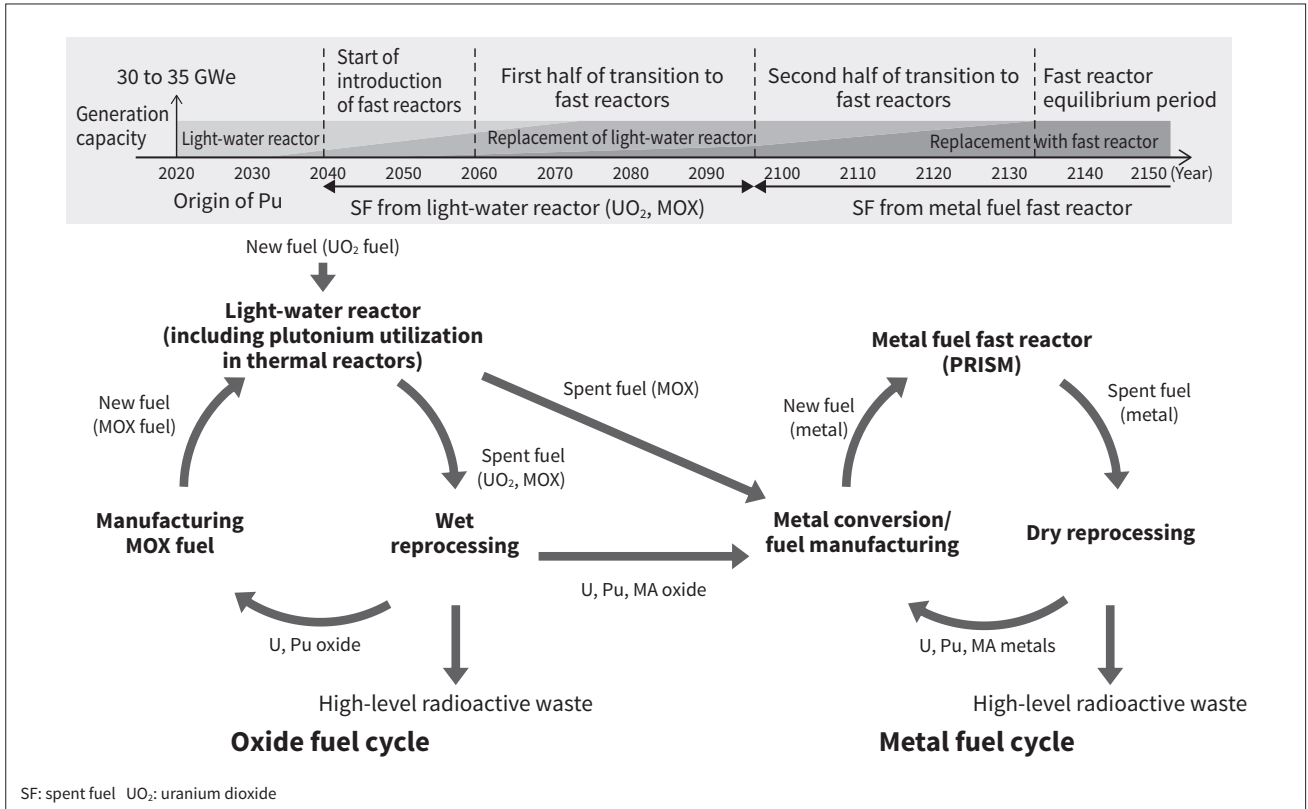 30 to 35 GWe
Generation
capacity
Start of
introduction
of fast reactors
First half of transition to
fast reactors
Second half of transition to
fast reactors
Fast reactor
equilibrium period
Light-water reactor
Replacement of light-water reactor
Replacement with fast reactor
2020 2030 2040 2050 2060 2070 2080 2090 2100 2110 2120 2130 2140 2150 (Year)
Origin of Pu
SF from light-water reactor (UO₂, MOX)
SF from metal fuel fast reactor
New fuel (UO₂ fuel)
Light-water reactor
(including plutonium utilization
in thermal reactors)
New fuel
(MOX fuel)
Spent fuel
(UO₂, MOX)
Spent fuel (MOX)
Manufacturing
MOX fuel
Wet
reprocessing
U, Pu oxide
U, Pu, MA oxide
High-level radioactive waste
Oxide fuel cycle
Metal fuel fast reactor
(PRISM)
New fuel
(metal)
Spent fuel
(metal)
Metal conversion/
fuel manufacturing
Dry reprocessing
U, Pu, MA metals
High-level radioactive waste
Metal fuel cycle
SF: spent fuel UO₂: uranium dioxide